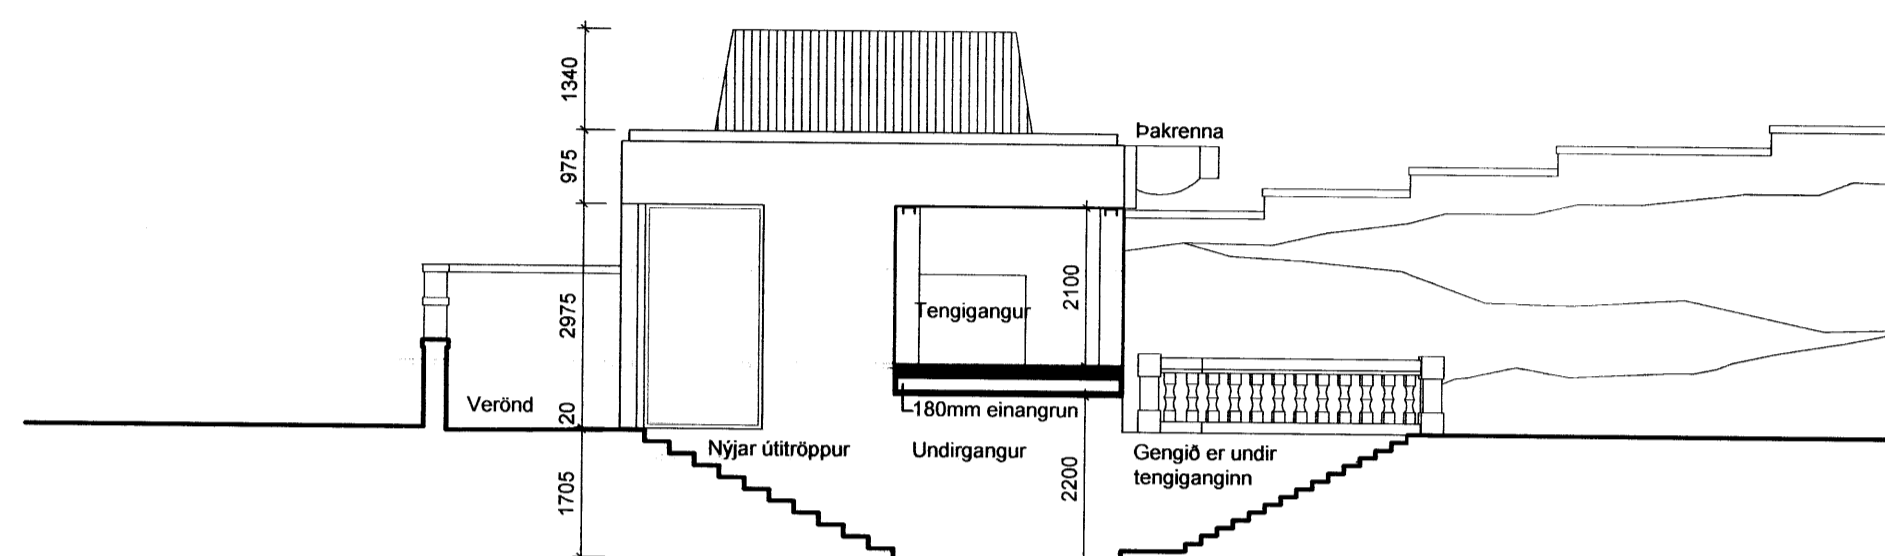 1340
Þakrenna
975
2975
2100
Tengigangur
Verönd
20
180mm einangrun
Nýjar útitröppur
Undirgangur
Gengið er undir
tengiganginn
1705
2200